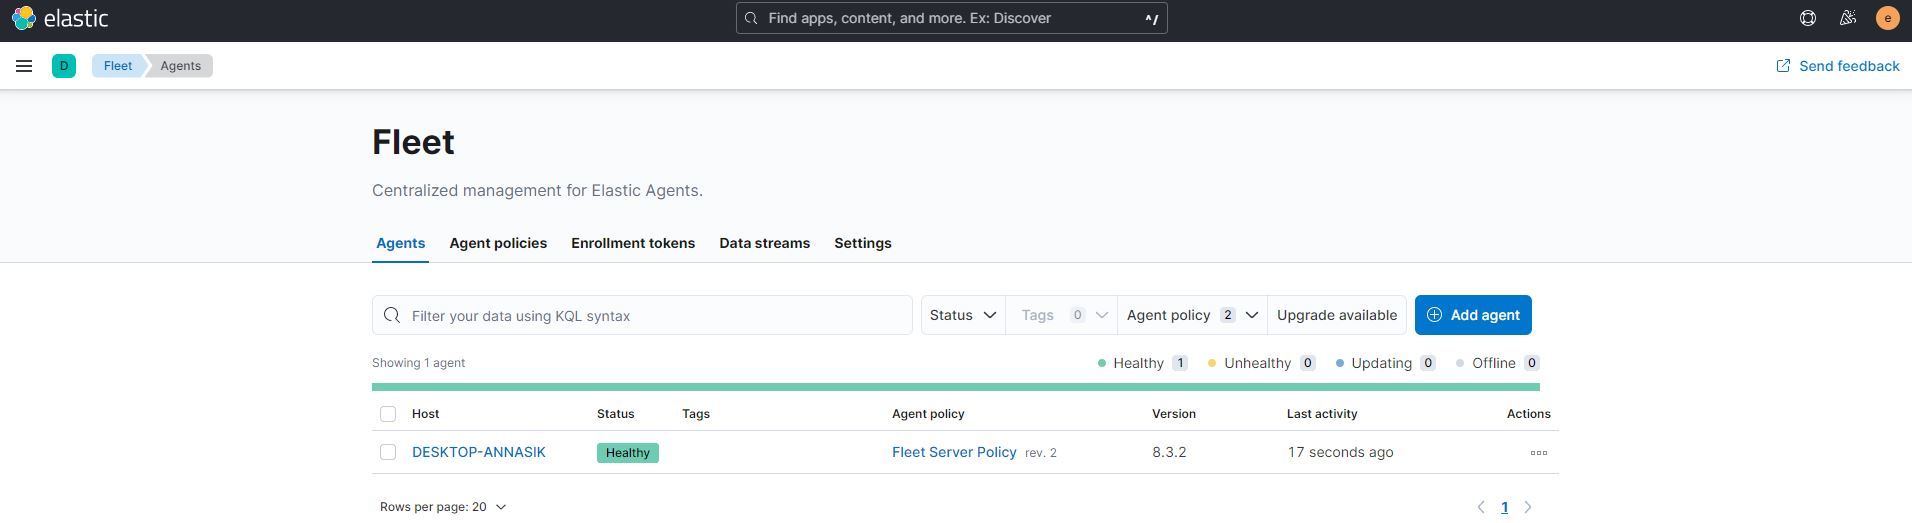 elastic
Find apps, content, and more. Ex: Discover ^/
e
D Fleet Agents
Send feedback
Fleet
Centralized management for Elastic Agents.
Agents Agent policies Enrollment tokens Data streams Settings
Filter your data using KQL syntax Status Tags 0 Agent policy 2 Upgrade available Add agent
Showing 1 agent Healthy 1 Unhealthy 0 Updating 0 Offline 0
Host Status Tags Agent policy Version Last activity Actions
DESKTOP-ANNASIK Healthy Fleet Server Policy rev. 2 8.3.2 17 seconds ago
Rows per page: 20 1